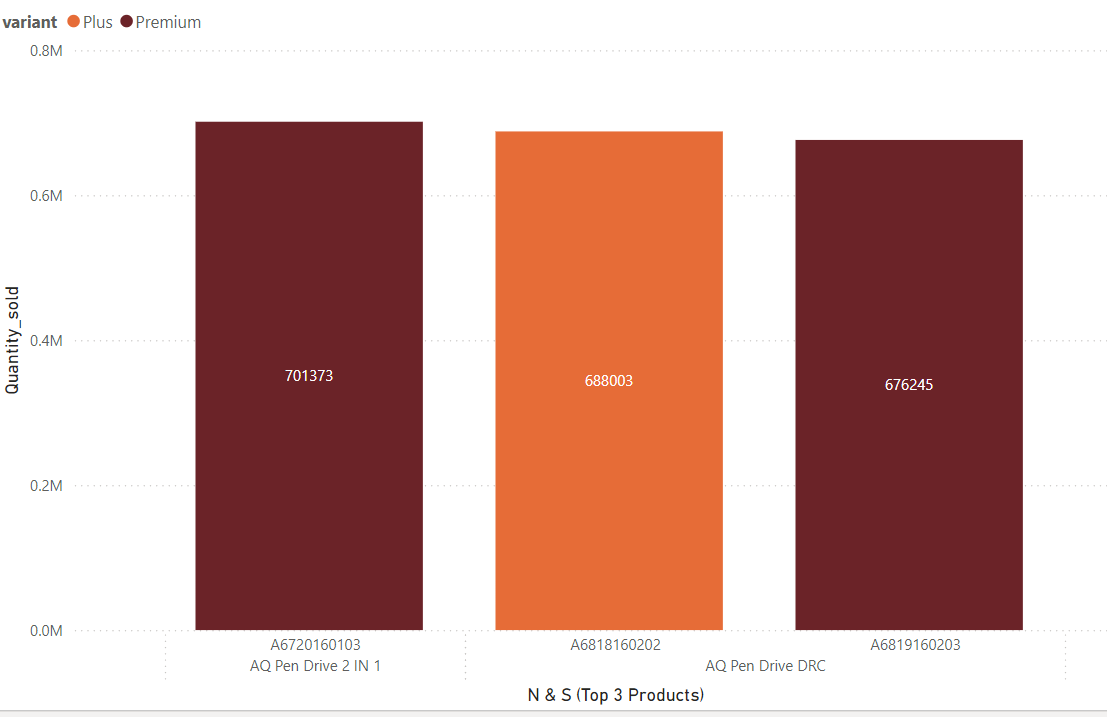 variant Plus Premium
0.8M
0.6M
0.4M
0.2M
0.0M
Quantity_sold
701373
688003
676245
A6720160103 A6818160202 A6819160203
AQ Pen Drive 2 IN 1 AQ Pen Drive DRC
N & S (Top 3 Products)